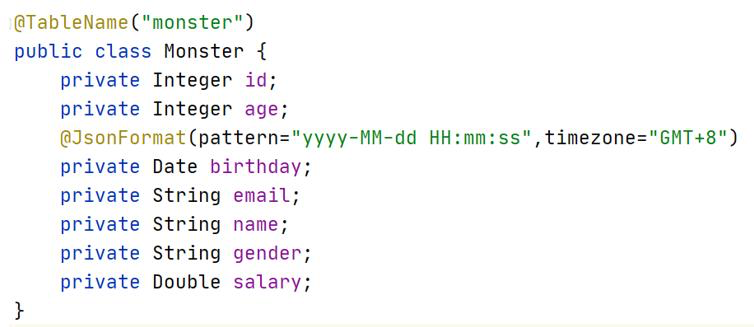 @TableName("monster")
public class Monster {
    private Integer id;
    private Integer age;
    @JsonFormat(pattern="yyyy-MM-dd HH:mm:ss",timezone="GMT+8")
    private Date birthday;
    private String email;
    private String name;
    private String gender;
    private Double salary;
}